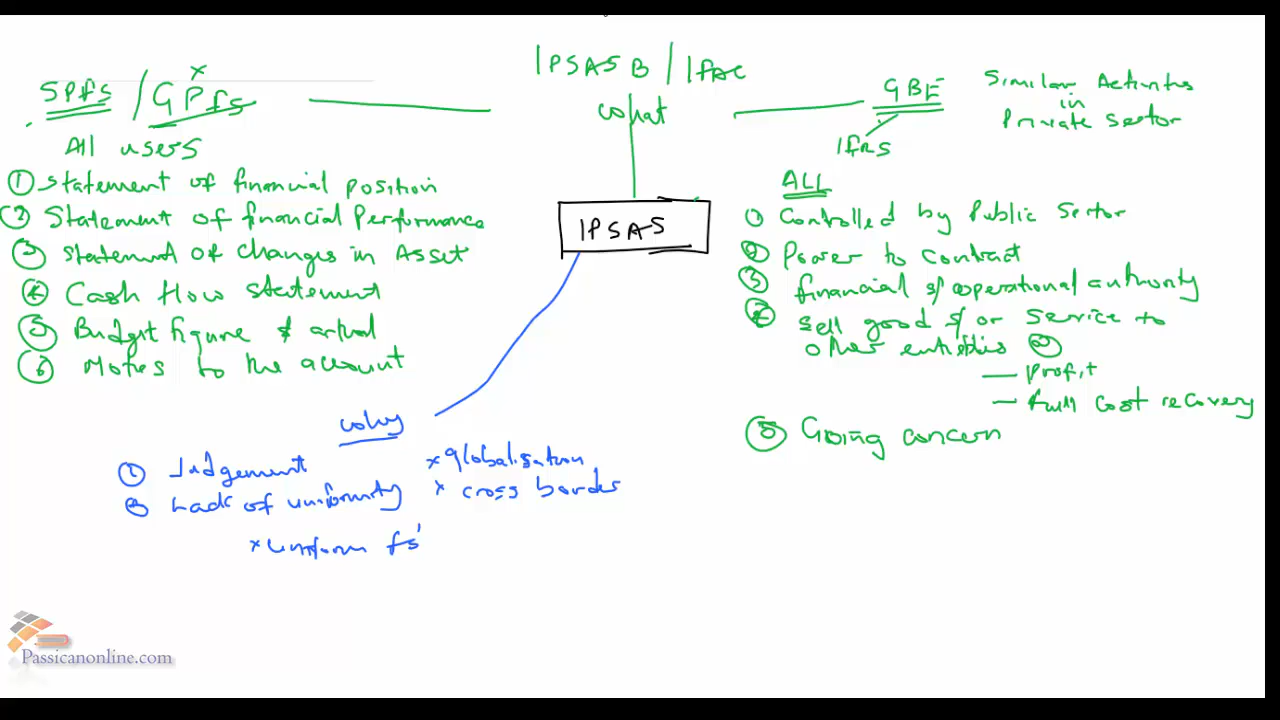 IPSASB / IFAC
what
IPSAS
SPfs / GPfs
x
All users
① Statement of financial position
② Statement of financial Performance
③ Statement of changes in Asset
④ Cash flow statement
⑤ Budget figure & actual
⑥ Notes to the account
GBE
IFRS
Similar Activities
in
Private sector
ALL
① Controlled by Public Sector
② Power to contract
③ financial & operational authority
④ sell good &/or service to
other entities @
— Profit
— full cost recovery
⑤ Going concern
why
① Judgement
② Lack of uniformity
x uniform fs'
x globalisation
x cross border
Passicanonline.com